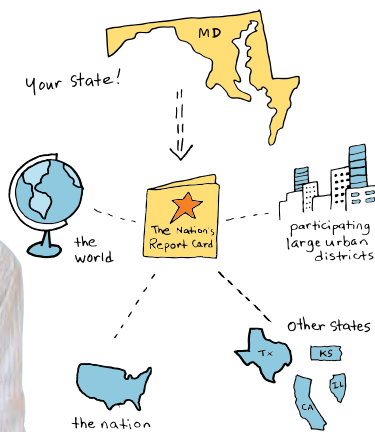 MD
Your state!
The Nation's
Report Card
the
world
participating
large urban
districts
Other States
TX
KS
IL
CA
the nation